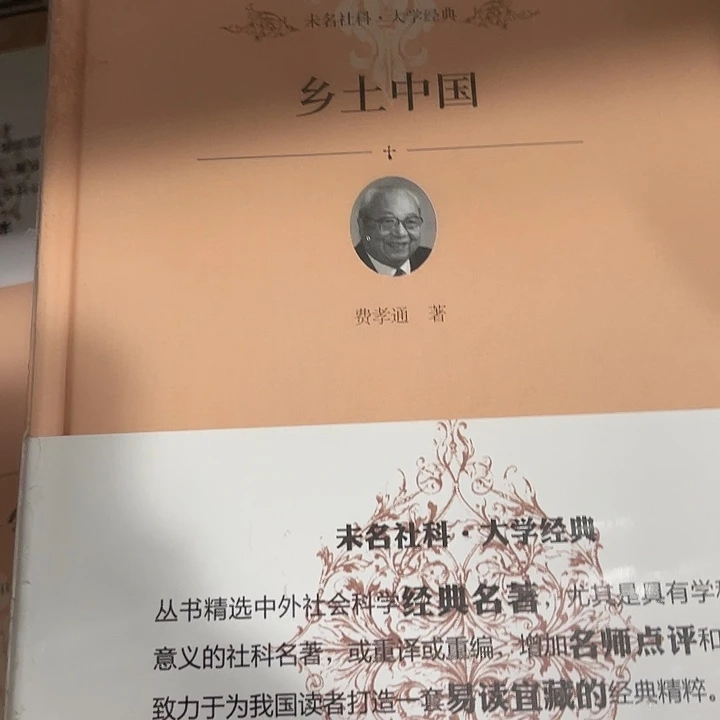 未名社科·大学经典
乡土中国
费孝通 著
未名社科·大学经典
丛书精选中外社会科学经典名著，尤其是具有学科
意义的社科名著，或重译或重编，增加名师点评和
致力于为我国读者打造一套易读宜藏的经典精粹。